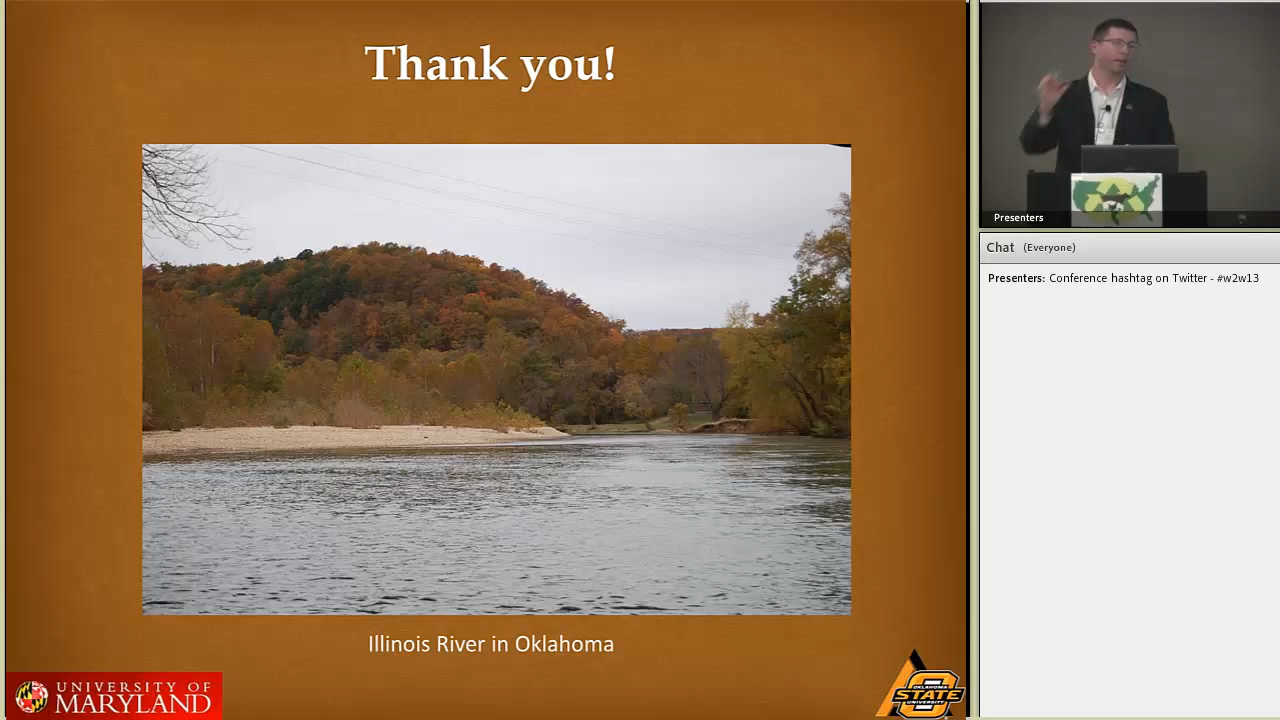 Thank you!
Illinois River in Oklahoma
UNIVERSITY OF
MARYLAND
OKLAHOMA
STATE
UNIVERSITY
Presenters
Chat (Everyone)
Presenters: Conference hashtag on Twitter - #w2w13